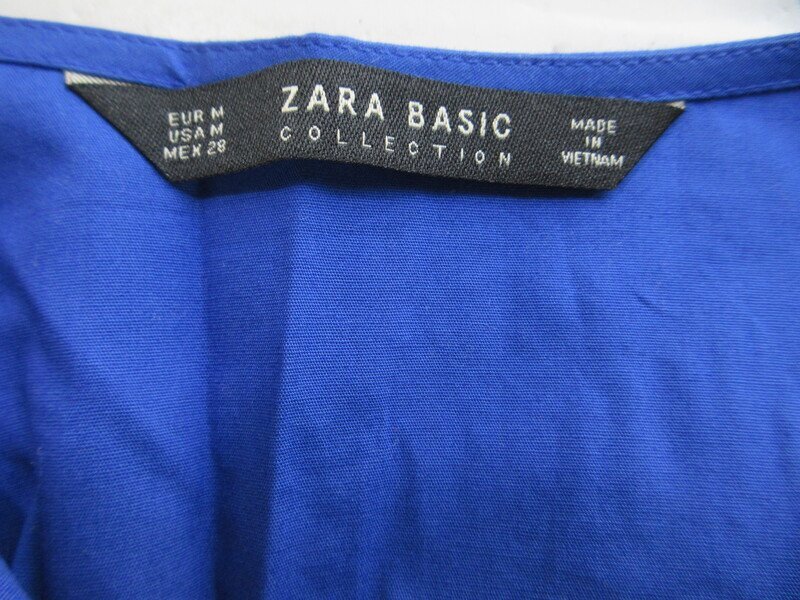 EUR M
USA M
MEX 28
ZARA BASIC
COLLECTION
MADE
IN
VIETNAM